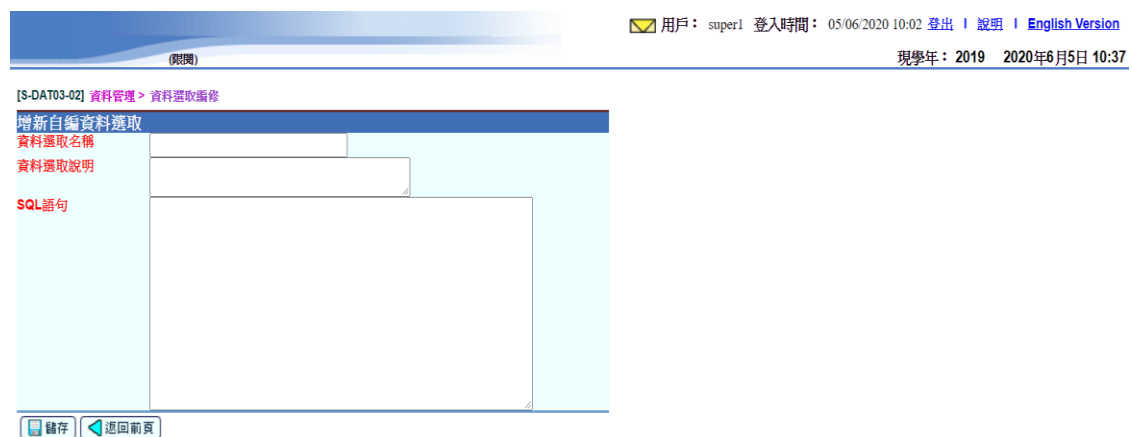 用戶： super1 登入時間： 05/06/2020 10:02 登出 I 說明 I English Version
(限閱)
現學年： 2019 2020年6月5日 10:37
[S-DAT03-02] 資料管理 > 資料選取編修
增新自編資料選取
資料選取名稱
資料選取說明
SQL語句
儲存 返回前頁